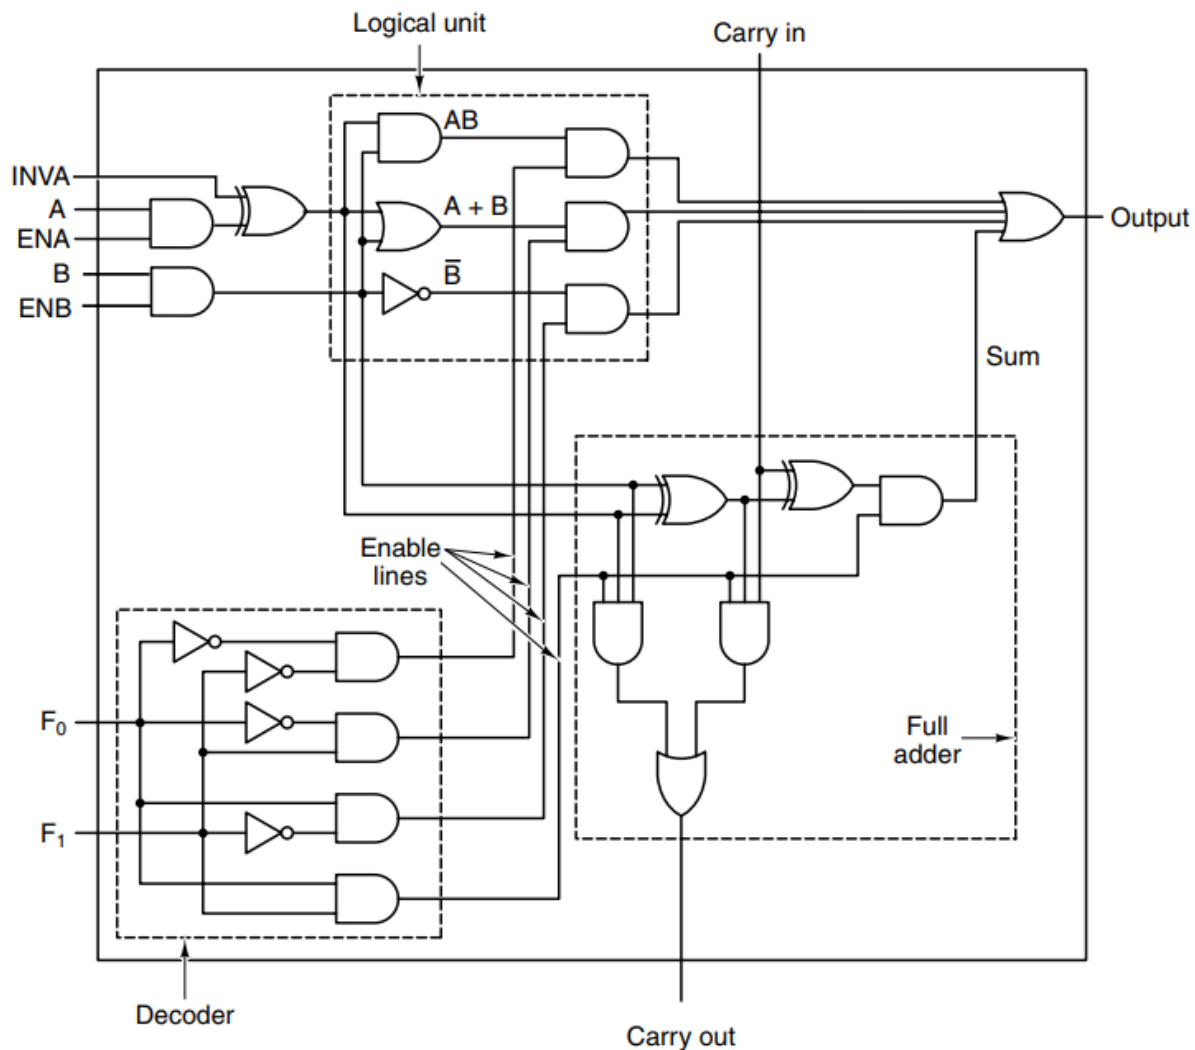 Logical unit
Carry in
AB
INVA
A
A + B
ENA
Output
B
B̅
ENB
Sum
Enable
lines
F₀
Full
adder
F₁
Decoder
Carry out